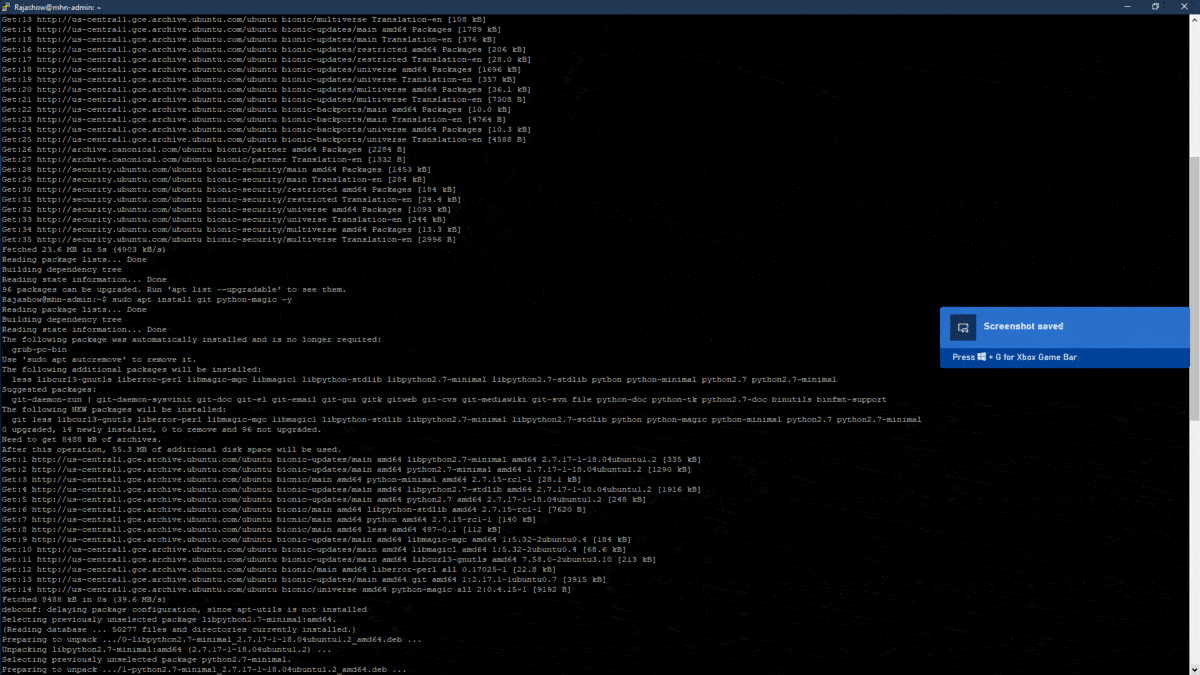 Rajashow@mhn-admin: ~
Get:13 http://us-central1.gce.archive.ubuntu.com/ubuntu bionic/multiverse Translation-en [108 kB]
Get:14 http://us-central1.gce.archive.ubuntu.com/ubuntu bionic-updates/main amd64 Packages [1789 kB]
Get:15 http://us-central1.gce.archive.ubuntu.com/ubuntu bionic-updates/main Translation-en [376 kB]
Get:16 http://us-central1.gce.archive.ubuntu.com/ubuntu bionic-updates/restricted amd64 Packages [206 kB]
Get:17 http://us-central1.gce.archive.ubuntu.com/ubuntu bionic-updates/restricted Translation-en [28.0 kB]
Get:18 http://us-central1.gce.archive.ubuntu.com/ubuntu bionic-updates/universe amd64 Packages [1696 kB]
Get:19 http://us-central1.gce.archive.ubuntu.com/ubuntu bionic-updates/universe Translation-en [357 kB]
Get:20 http://us-central1.gce.archive.ubuntu.com/ubuntu bionic-updates/multiverse amd64 Packages [36.1 kB]
Get:21 http://us-central1.gce.archive.ubuntu.com/ubuntu bionic-updates/multiverse Translation-en [7308 B]
Get:22 http://us-central1.gce.archive.ubuntu.com/ubuntu bionic-backports/main amd64 Packages [10.0 kB]
Get:23 http://us-central1.gce.archive.ubuntu.com/ubuntu bionic-backports/main Translation-en [4764 B]
Get:24 http://us-central1.gce.archive.ubuntu.com/ubuntu bionic-backports/universe amd64 Packages [10.3 kB]
Get:25 http://us-central1.gce.archive.ubuntu.com/ubuntu bionic-backports/universe Translation-en [4588 B]
Get:26 http://archive.canonical.com/ubuntu bionic/partner amd64 Packages [2284 B]
Get:27 http://archive.canonical.com/ubuntu bionic/partner Translation-en [1332 B]
Get:28 http://security.ubuntu.com/ubuntu bionic-security/main amd64 Packages [1453 kB]
Get:29 http://security.ubuntu.com/ubuntu bionic-security/main Translation-en [284 kB]
Get:30 http://security.ubuntu.com/ubuntu bionic-security/restricted amd64 Packages [184 kB]
Get:31 http://security.ubuntu.com/ubuntu bionic-security/restricted Translation-en [24.4 kB]
Get:32 http://security.ubuntu.com/ubuntu bionic-security/universe amd64 Packages [1093 kB]
Get:33 http://security.ubuntu.com/ubuntu bionic-security/universe Translation-en [244 kB]
Get:34 http://security.ubuntu.com/ubuntu bionic-security/multiverse amd64 Packages [13.3 kB]
Get:35 http://security.ubuntu.com/ubuntu bionic-security/multiverse Translation-en [2996 B]
Fetched 23.6 MB in 5s (4903 kB/s)
Reading package lists... Done
Building dependency tree
Reading state information... Done
96 packages can be upgraded. Run 'apt list --upgradable' to see them.
Rajashow@mhn-admin:~$ sudo apt install git python-magic -y
Reading package lists... Done
Building dependency tree
Reading state information... Done
The following package was automatically installed and is no longer required:
grub-pc-bin
Use 'sudo apt autoremove' to remove it.
The following additional packages will be installed:
less libcurl3-gnutls liberror-perl libmagic-mgc libmagic1 libpython-stdlib libpython2.7-minimal libpython2.7-stdlib python python-minimal python2.7 python2.7-minimal
Suggested packages:
git-daemon-run | git-daemon-sysvinit git-doc git-el git-email git-gui gitk gitweb git-cvs git-mediawiki git-svn file python-doc python-tk python2.7-doc binutils binfmt-support
The following NEW packages will be installed:
git less libcurl3-gnutls liberror-perl libmagic-mgc libmagic1 libpython-stdlib libpython2.7-minimal libpython2.7-stdlib python python-magic python-minimal python2.7 python2.7-minimal
0 upgraded, 14 newly installed, 0 to remove and 96 not upgraded.
Need to get 8488 kB of archives.
After this operation, 55.3 MB of additional disk space will be used.
Get:1 http://us-central1.gce.archive.ubuntu.com/ubuntu bionic-updates/main amd64 libpython2.7-minimal amd64 2.7.17-1~18.04ubuntu1.2 [335 kB]
Get:2 http://us-central1.gce.archive.ubuntu.com/ubuntu bionic-updates/main amd64 python2.7-minimal amd64 2.7.17-1~18.04ubuntu1.2 [1290 kB]
Get:3 http://us-central1.gce.archive.ubuntu.com/ubuntu bionic/main amd64 python-minimal amd64 2.7.15~rc1-1 [28.1 kB]
Get:4 http://us-central1.gce.archive.ubuntu.com/ubuntu bionic-updates/main amd64 libpython2.7-stdlib amd64 2.7.17-1~18.04ubuntu1.2 [1916 kB]
Get:5 http://us-central1.gce.archive.ubuntu.com/ubuntu bionic-updates/main amd64 python2.7 amd64 2.7.17-1~18.04ubuntu1.2 [248 kB]
Get:6 http://us-central1.gce.archive.ubuntu.com/ubuntu bionic/main amd64 libpython-stdlib amd64 2.7.15~rc1-1 [7620 B]
Get:7 http://us-central1.gce.archive.ubuntu.com/ubuntu bionic/main amd64 python amd64 2.7.15~rc1-1 [140 kB]
Get:8 http://us-central1.gce.archive.ubuntu.com/ubuntu bionic/main amd64 less amd64 487-0.1 [112 kB]
Get:9 http://us-central1.gce.archive.ubuntu.com/ubuntu bionic-updates/main amd64 libmagic-mgc amd64 1:5.32-2ubuntu0.4 [184 kB]
Get:10 http://us-central1.gce.archive.ubuntu.com/ubuntu bionic-updates/main amd64 libmagic1 amd64 1:5.32-2ubuntu0.4 [68.6 kB]
Get:11 http://us-central1.gce.archive.ubuntu.com/ubuntu bionic-updates/main amd64 libcurl3-gnutls amd64 7.58.0-2ubuntu3.10 [213 kB]
Get:12 http://us-central1.gce.archive.ubuntu.com/ubuntu bionic/main amd64 liberror-perl all 0.17025-1 [22.8 kB]
Get:13 http://us-central1.gce.archive.ubuntu.com/ubuntu bionic-updates/main amd64 git amd64 1:2.17.1-1ubuntu0.7 [3915 kB]
Get:14 http://us-central1.gce.archive.ubuntu.com/ubuntu bionic/universe amd64 python-magic all 2:0.4.15-1 [9192 B]
Fetched 8488 kB in 0s (39.6 MB/s)
debconf: delaying package configuration, since apt-utils is not installed
Selecting previously unselected package libpython2.7-minimal:amd64.
(Reading database ... 50277 files and directories currently installed.)
Preparing to unpack .../0-libpython2.7-minimal_2.7.17-1~18.04ubuntu1.2_amd64.deb ...
Unpacking libpython2.7-minimal:amd64 (2.7.17-1~18.04ubuntu1.2) ...
Selecting previously unselected package python2.7-minimal.
Preparing to unpack .../1-python2.7-minimal_2.7.17-1~18.04ubuntu1.2_amd64.deb ...
Screenshot saved
Press + G for Xbox Game Bar